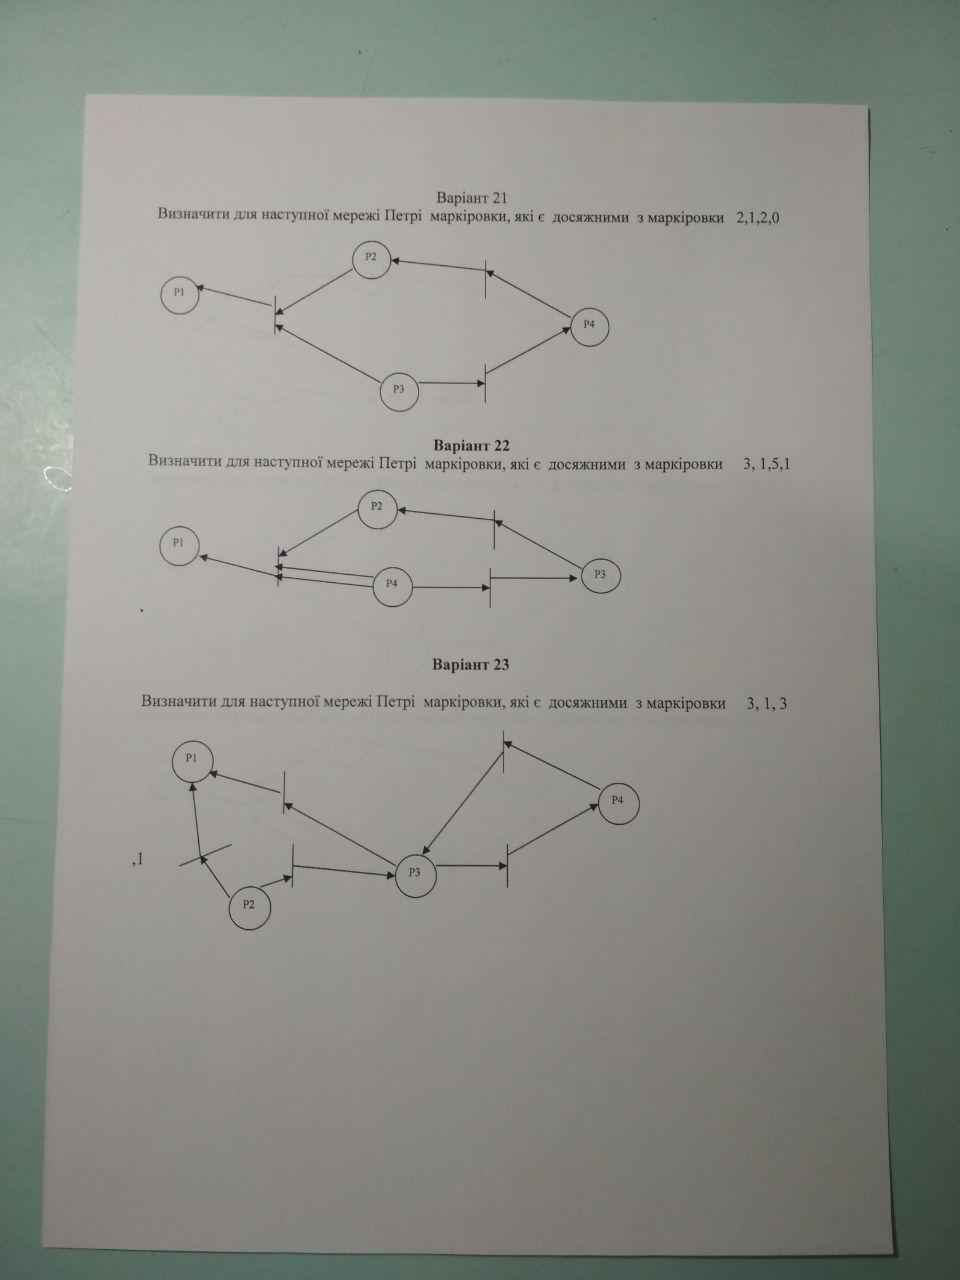 Варіант 21
Визначити для наступної мережі Петрі маркіровки, які є досяжними з маркіровки 2,1,2,0
P2
P1
P4
P3
Варіант 22
Визначити для наступної мережі Петрі маркіровки, які є досяжними з маркіровки 3, 1,5,1
P2
P1
P4
P3
Варіант 23
Визначити для наступної мережі Петрі маркіровки, які є досяжними з маркіровки 3, 1, 3
P1
P4
,1
P3
P2